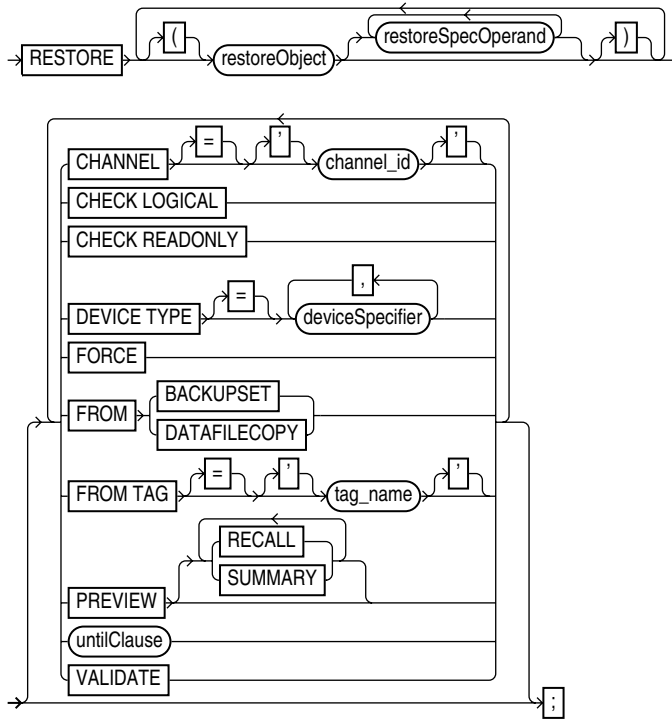 RESTORE ( restoreObject restoreSpecOperand )
CHANNEL = ' channel_id '
CHECK LOGICAL
CHECK READONLY
,
DEVICE TYPE = deviceSpecifier
FORCE
FROM BACKUPSET
DATAFILECOPY
FROM TAG = ' tag_name '
RECALL
SUMMARY
PREVIEW
untilClause
VALIDATE
;